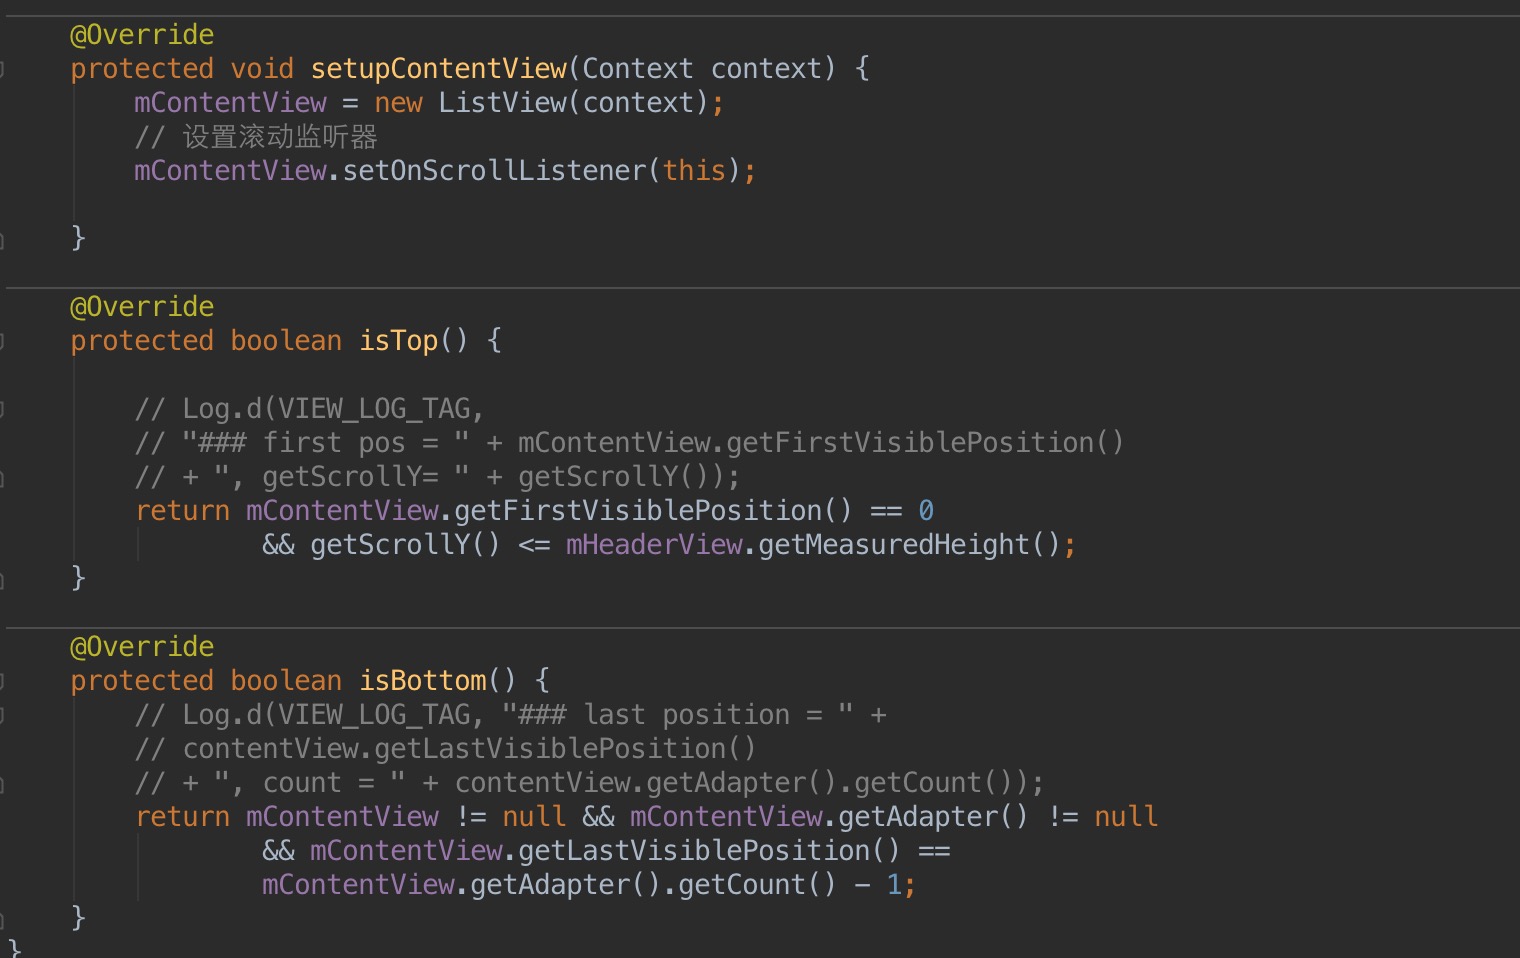 @Override
protected void setupContentView(Context context) {
mContentView = new ListView(context);
// 设置滚动监听器
mContentView.setOnScrollListener(this);
}
@Override
protected boolean isTop() {
// Log.d(VIEW_LOG_TAG,
// "### first pos = " + mContentView.getFirstVisiblePosition()
// + ", getScrollY= " + getScrollY());
return mContentView.getFirstVisiblePosition() == 0
&& getScrollY() <= mHeaderView.getMeasuredHeight();
}
@Override
protected boolean isBottom() {
// Log.d(VIEW_LOG_TAG, "### last position = " +
// contentView.getLastVisiblePosition()
// + ", count = " + contentView.getAdapter().getCount());
return mContentView != null && mContentView.getAdapter() != null
&& mContentView.getLastVisiblePosition() ==
mContentView.getAdapter().getCount() - 1;
}
}